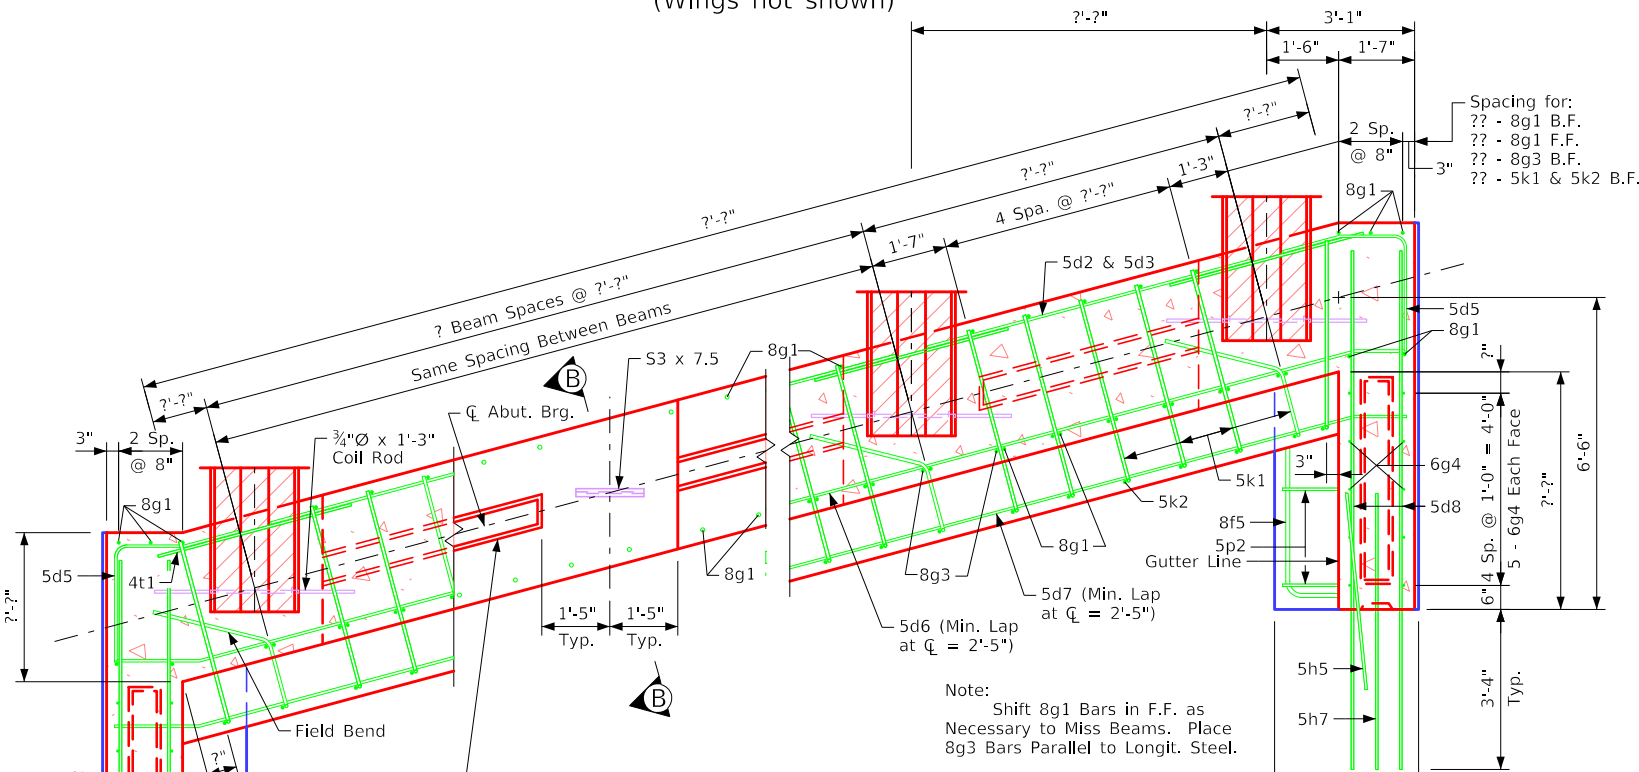 (Wings not shown)
?'-?"
3'-1"
1'-6"
1'-7"
Spacing for:
?? - 8g1 B.F.
?? - 8g1 F.F.
?? - 8g3 B.F.
?? - 5k1 & 5k2 B.F.
2 Sp.
@ 8"
3"
8g1
?'-?"
?'-?"
1'-3"
4 Spa. @ ?'-?"
1'-7"
?'-?"
? Beam Spaces @ ?'-?"
Same Spacing Between Beams
?'-?"
5d2 & 5d3
5d5
8g1
?"
S3 x 7.5
8g1
B
℄ Abut. Brg.
¾"Ø x 1'-3"
Coil Rod
3"
2 Sp.
@ 8"
8g1
5d5
4t1
?'-?"
6'-6"
?'-?"
4 Sp. @ 1'-0" = 4'-0"
5 - 6g4 Each Face
6"
3"
6g4
5k1
5k2
5d8
8f5
5p2
Gutter Line
8g1
8g3
8g1
5d7 (Min. Lap
at ℄ = 2'-5")
5d6 (Min. Lap
at ℄ = 2'-5")
1'-5"
Typ.
1'-5"
Typ.
B
5h5
5h7
3'-4"
Typ.
Field Bend
?"
Note:
Shift 8g1 Bars in F.F. as
Necessary to Miss Beams. Place
8g3 Bars Parallel to Longit. Steel.